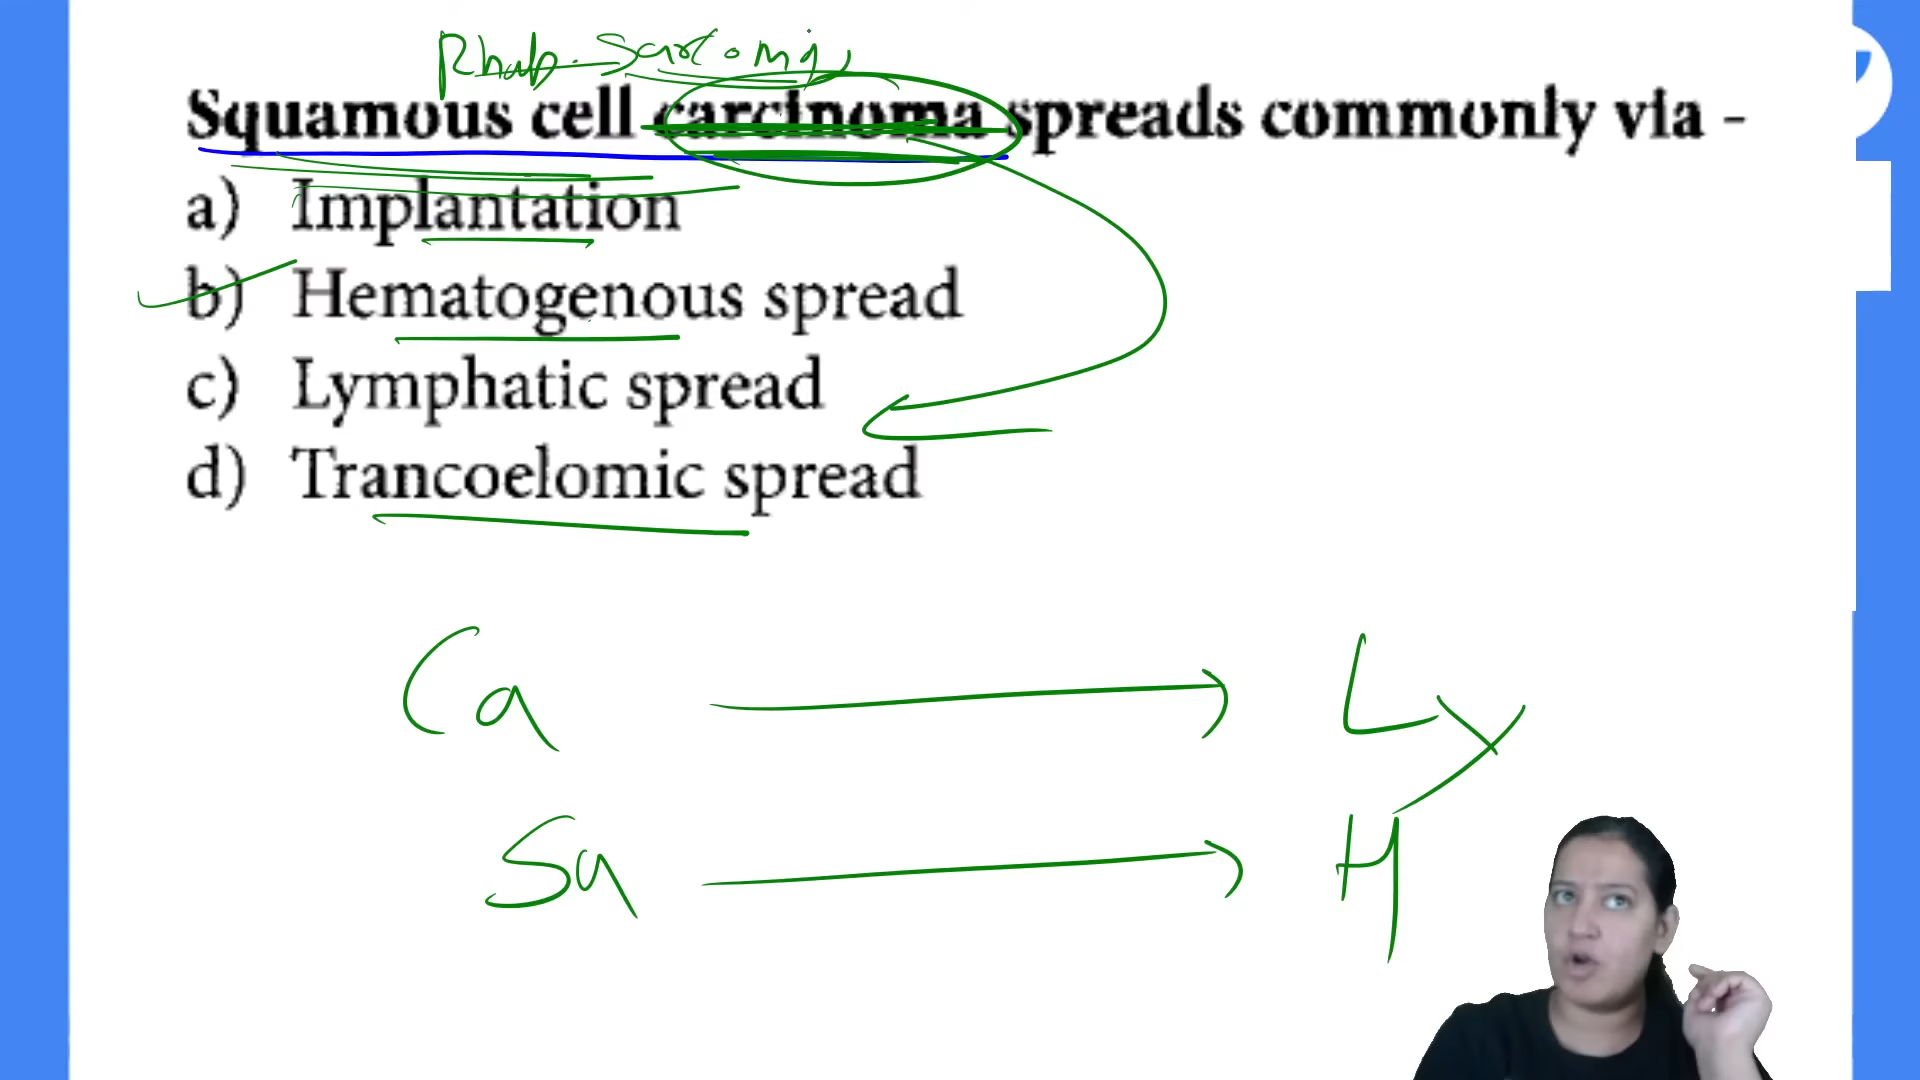 Rhab. Sarcoma
Squamous cell carcinoma spreads commonly via -
a) Implantation
b) Hematogenous spread
c) Lymphatic spread
d) Trancoelomic spread
Ca → Ly
Sa → H